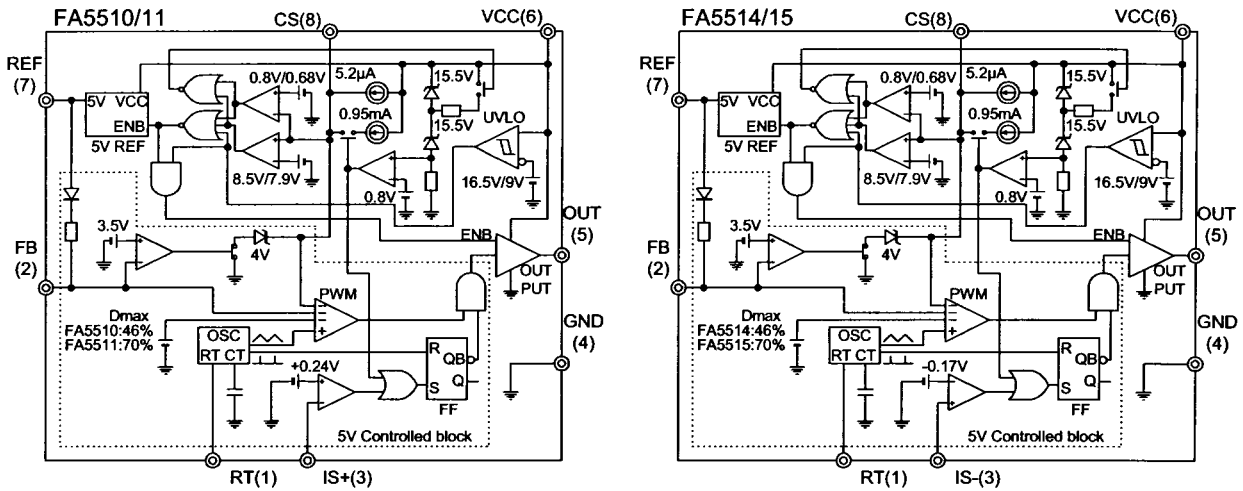 FA5510/11
CS(8)
VCC(6)
REF
(7)
5.2μA
0.8V/0.68V
15.5V
5V VCC
ENB
5V REF
0.95mA
15.5V
UVLO
8.5V/7.9V
0.8V
16.5V/9V
3.5V
4V
ENB
OUT
(5)
FB
(2)
OUT
PUT
PWM
Dmax
FA5510:46%
FA5511:70%
OSC
RT CT
GND
(4)
R
QB
+0.24V
S
Q
FF
5V Controlled block
RT(1)
IS+(3)
FA5514/15
CS(8)
VCC(6)
REF
(7)
5.2μA
0.8V/0.68V
15.5V
5V VCC
ENB
5V REF
0.95mA
15.5V
UVLO
8.5V/7.9V
0.8V
16.5V/9V
3.5V
4V
ENB
OUT
(5)
FB
(2)
OUT
PUT
PWM
Dmax
FA5514:46%
FA5515:70%
OSC
RT CT
GND
(4)
R
QB
−0.17V
S
Q
FF
5V Controlled block
RT(1)
IS-(3)